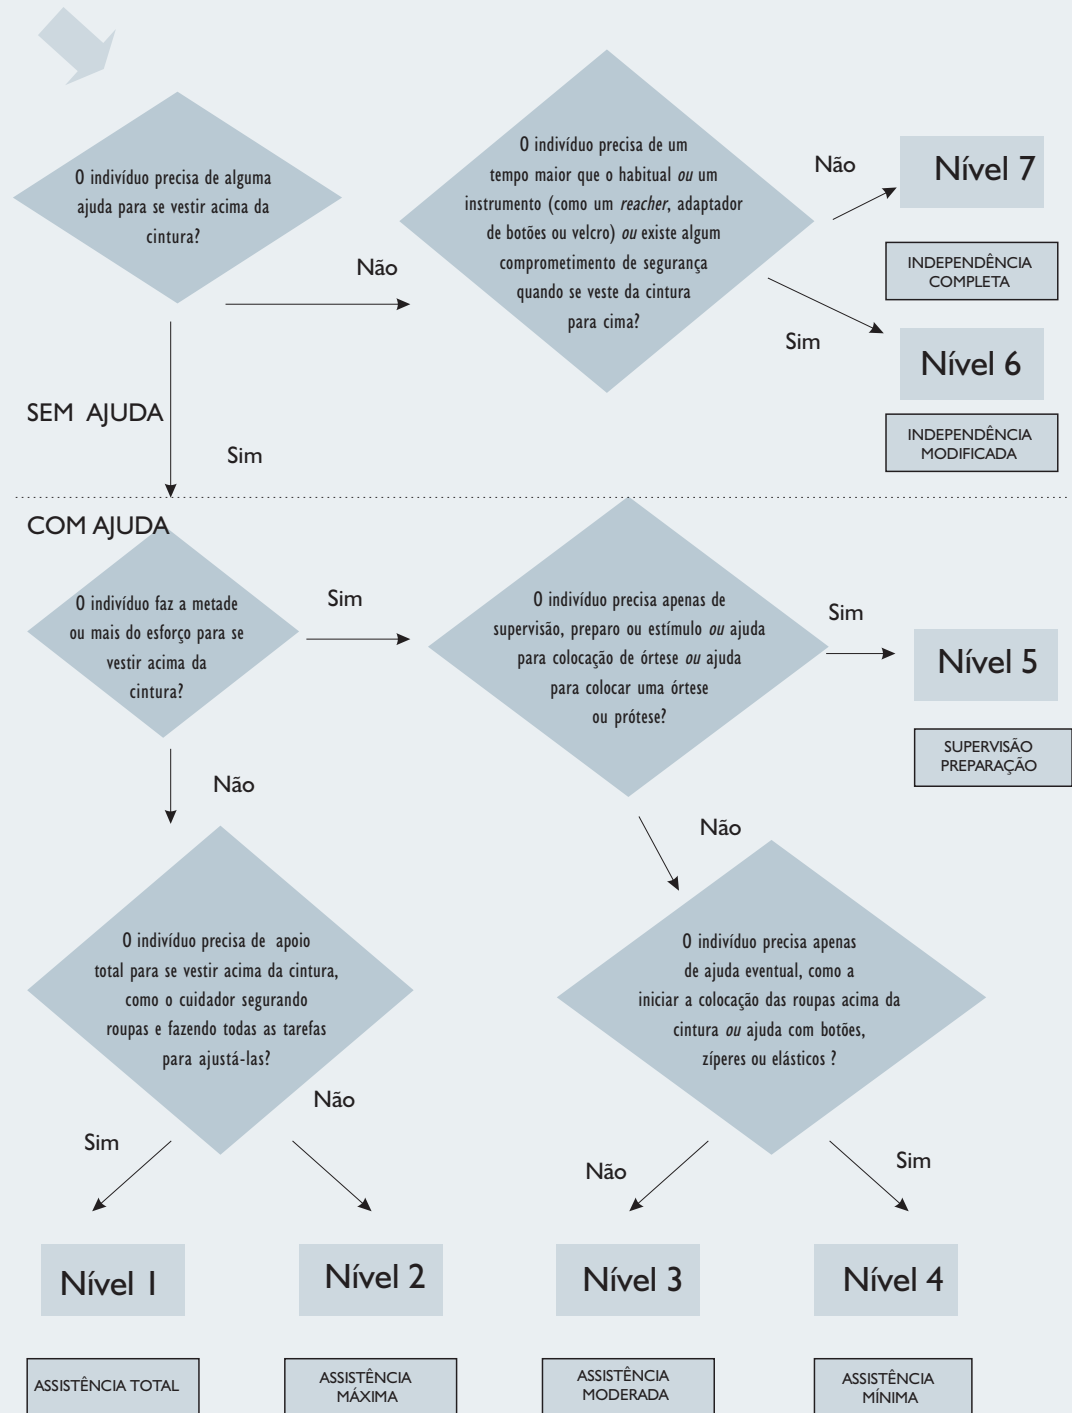 O indivíduo precisa de alguma
ajuda para se vestir acima da
cintura?
Não
O indivíduo precisa de um
tempo maior que o habitual ou um
instrumento (como um reacher, adaptador
de botões ou velcro) ou existe algum
comprometimento de segurança
quando se veste da cintura
para cima?
Não
Nível 7
INDEPENDÊNCIA
COMPLETA
Sim
Nível 6
INDEPENDÊNCIA
MODIFICADA
SEM AJUDA
Sim
COM AJUDA
O indivíduo faz a metade
ou mais do esforço para se
vestir acima da
cintura?
Sim
O indivíduo precisa apenas de
supervisão, preparo ou estímulo ou ajuda
para colocação de órtese ou ajuda
para colocar uma órtese
ou prótese?
Sim
Nível 5
SUPERVISÃO
PREPARAÇÃO
Não
Não
O indivíduo precisa de apoio
total para se vestir acima da cintura,
como o cuidador segurando
roupas e fazendo todas as tarefas
para ajustá-las?
O indivíduo precisa apenas
de ajuda eventual, como a
iniciar a colocação das roupas acima da
cintura ou ajuda com botões,
zíperes ou elásticos ?
Sim
Não
Não
Sim
Nível 1
Nível 2
Nível 3
Nível 4
ASSISTÊNCIA TOTAL
ASSISTÊNCIA
MÁXIMA
ASSISTÊNCIA
MODERADA
ASSISTÊNCIA
MÍNIMA